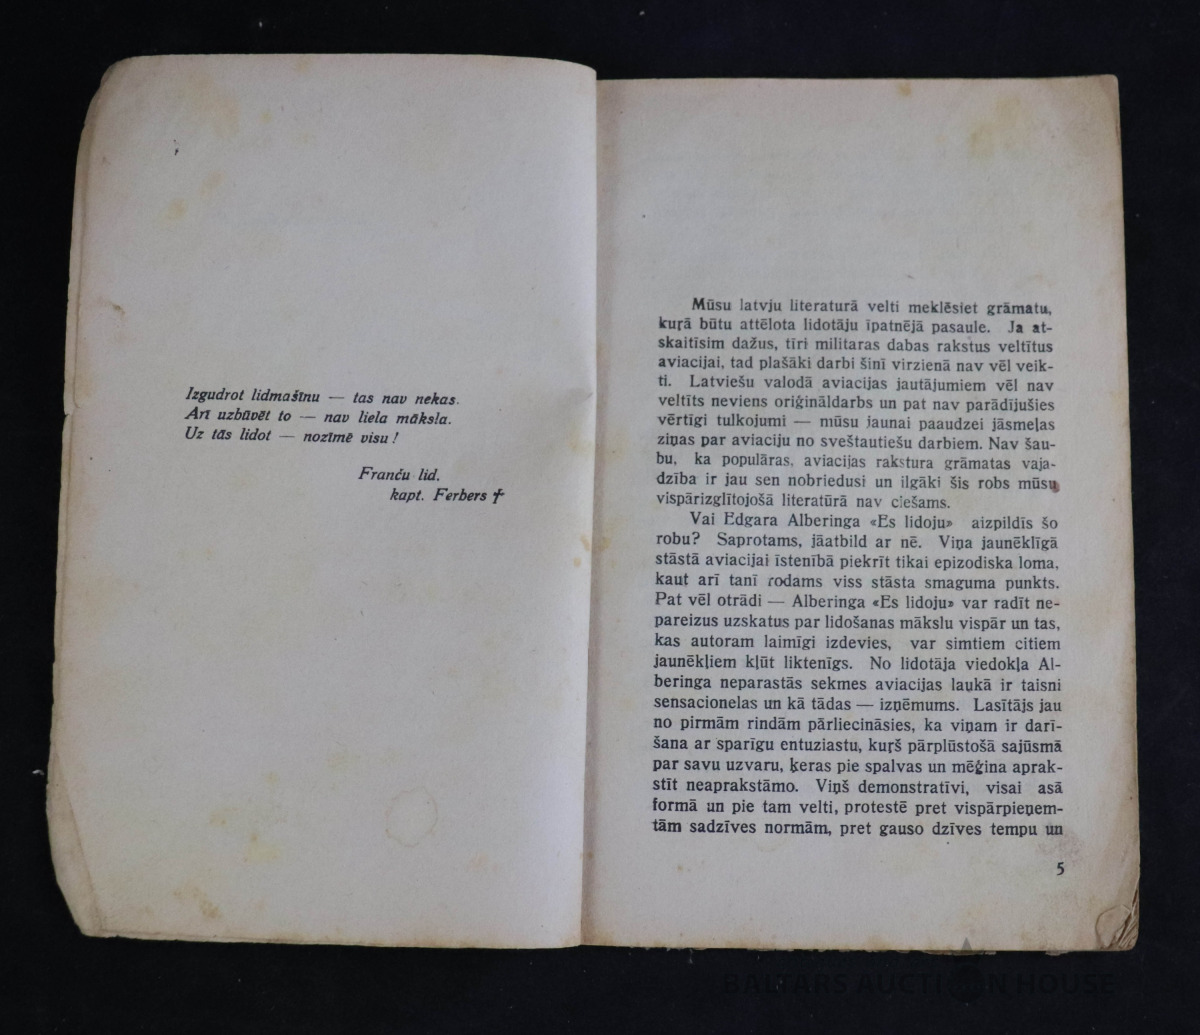 Izgudrot lidmašīnu — tas nav nekas.
Arī uzbūvēt to — nav liela māksla.
Uz tās lidot — nozīmē visu!
Franču lid.
kapt. Ferbers †
Mūsu latvju literaturā velti meklēsiet grāmatu,
kuŗā būtu attēlota lidotāju īpatnējā pasaule. Ja at-
skaitīsim dažus, tīri militaras dabas rakstus veltītus
aviacijai, tad plašāki darbi šinī virzienā nav vēl veik-
ti. Latviešu valodā aviacijas jautājumiem vēl nav
veltīts neviens oriģināldarbs un pat nav parādījušies
vērtīgi tulkojumi — mūsu jaunai paaudzei jāsmeļas
ziņas par aviaciju no sveštautiešu darbiem. Nav šau-
bu, ka populāras, aviacijas rakstura grāmatas vaja-
dzība ir jau sen nobriedusi un ilgāki šis robs mūsu
vispārizglītojošā literatūrā nav ciešams.
Vai Edgara Alberinga «Es lidoju» aizpildīs šo
robu? Saprotams, jāatbild ar nē. Viņa jaunēklīgā
stāstā aviacijai īstenībā piekrīt tikai epizodiska loma,
kaut arī tanī rodams viss stāsta smaguma punkts.
Pat vēl otrādi — Alberinga «Es lidoju» var radīt ne-
pareizus uzskatus par lidošanas mākslu vispār un tas,
kas autoram laimīgi izdevies, var simtiem citiem
jaunēkļiem kļūt liktenīgs. No lidotāja viedokļa Al-
beringa neparastās sekmes aviacijas laukā ir taisni
sensacionelas un kā tādas — izņēmums. Lasītājs jau
no pirmām rindām pārliecināsies, ka viņam ir darī-
šana ar sparīgu entuziastu, kuŗš pārplūstošā sajūsmā
par savu uzvaru, ķeras pie spalvas un mēģina aprak-
stīt neaprakstāmo. Viņš demonstratīvi, visai asā
formā un pie tam velti, protestē pret vispārpieņem-
tām sadzīves normām, pret gauso dzīves tempu un
5
BALTARS AUCTION HOUSE